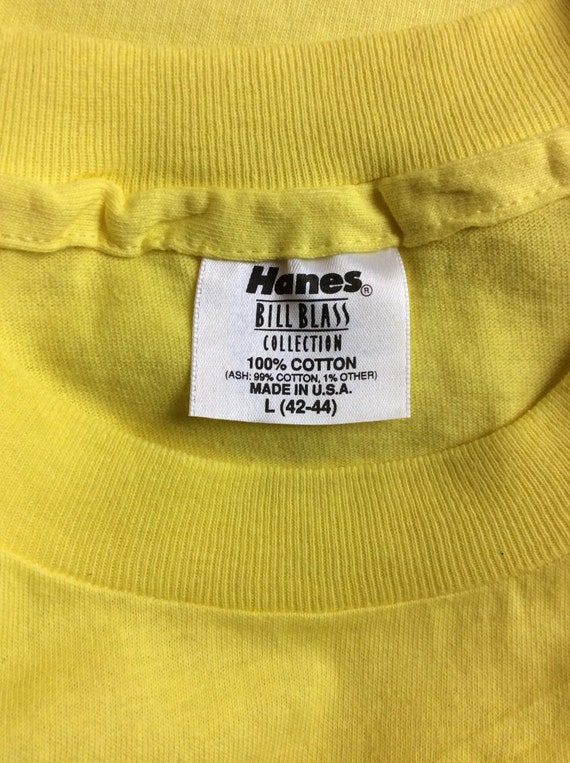 Hanes®
BILL BLASS
COLLECTION
100% COTTON
(ASH: 99% COTTON, 1% OTHER)
MADE IN U.S.A.
L (42-44)